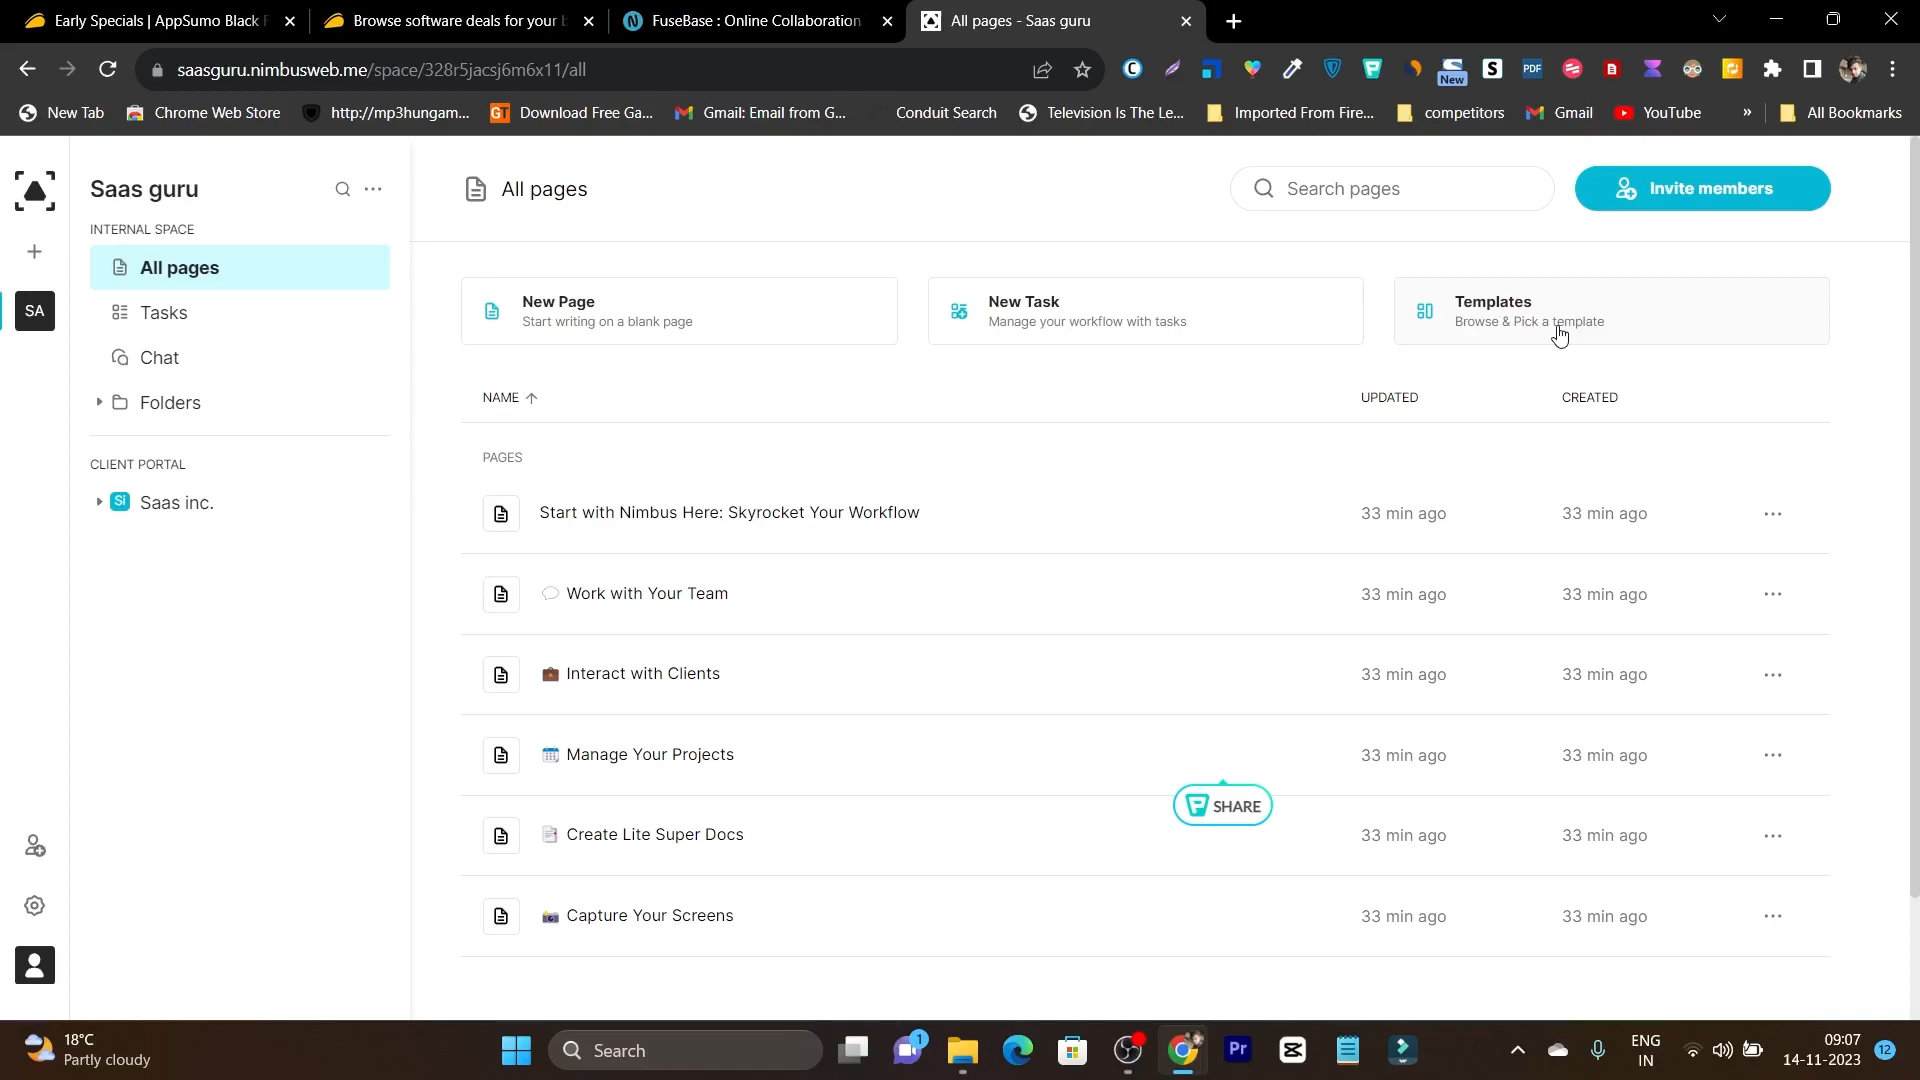 Early Specials | AppSumo Black F
Browse software deals for your b
FuseBase : Online Collaboration
All pages - Saas guru
saasguru.nimbusweb.me/space/328r5jacsj6m6x11/all
New
PDF
New Tab
Chrome Web Store
http://mp3hungam...
GT
Download Free Ga...
Gmail: Email from G...
Conduit Search
Television Is The Le...
Imported From Fire...
competitors
Gmail
YouTube
»
All Bookmarks
Saas guru
All pages
Search pages
Invite members
INTERNAL SPACE
All pages
SA
Tasks
Chat
Folders
CLIENT PORTAL
Si
Saas inc.
New Page
Start writing on a blank page
New Task
Manage your workflow with tasks
Templates
Browse & Pick a template
NAME
UPDATED
CREATED
PAGES
Start with Nimbus Here: Skyrocket Your Workflow
33 min ago
33 min ago
Work with Your Team
33 min ago
33 min ago
Interact with Clients
33 min ago
33 min ago
Manage Your Projects
33 min ago
33 min ago
SHARE
Create Lite Super Docs
33 min ago
33 min ago
Capture Your Screens
33 min ago
33 min ago
18°C
Partly cloudy
Search
1
Pr
ENG
IN
09:07
14-11-2023
12